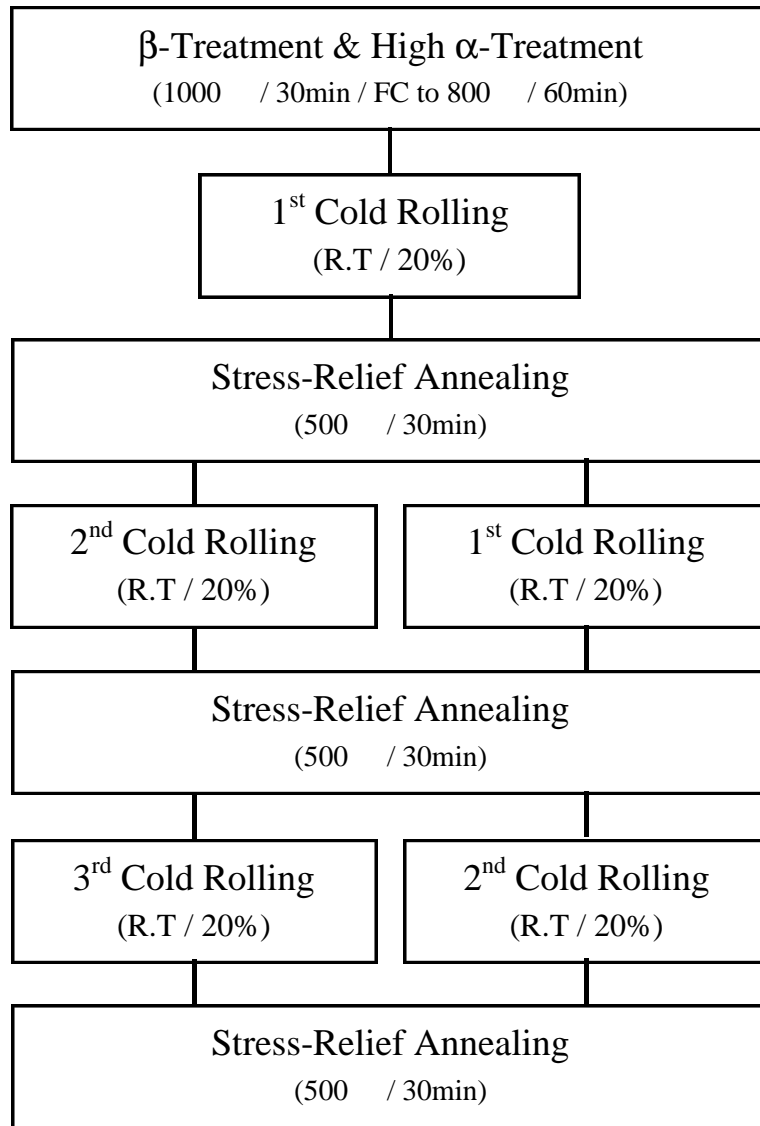 β-Treatment & High α-Treatment
(1000 / 30min / FC to 800 / 60min)
1st Cold Rolling
(R.T / 20%)
Stress-Relief Annealing
(500 / 30min)
2nd Cold Rolling
(R.T / 20%)
1st Cold Rolling
(R.T / 20%)
Stress-Relief Annealing
(500 / 30min)
3rd Cold Rolling
(R.T / 20%)
2nd Cold Rolling
(R.T / 20%)
Stress-Relief Annealing
(500 / 30min)